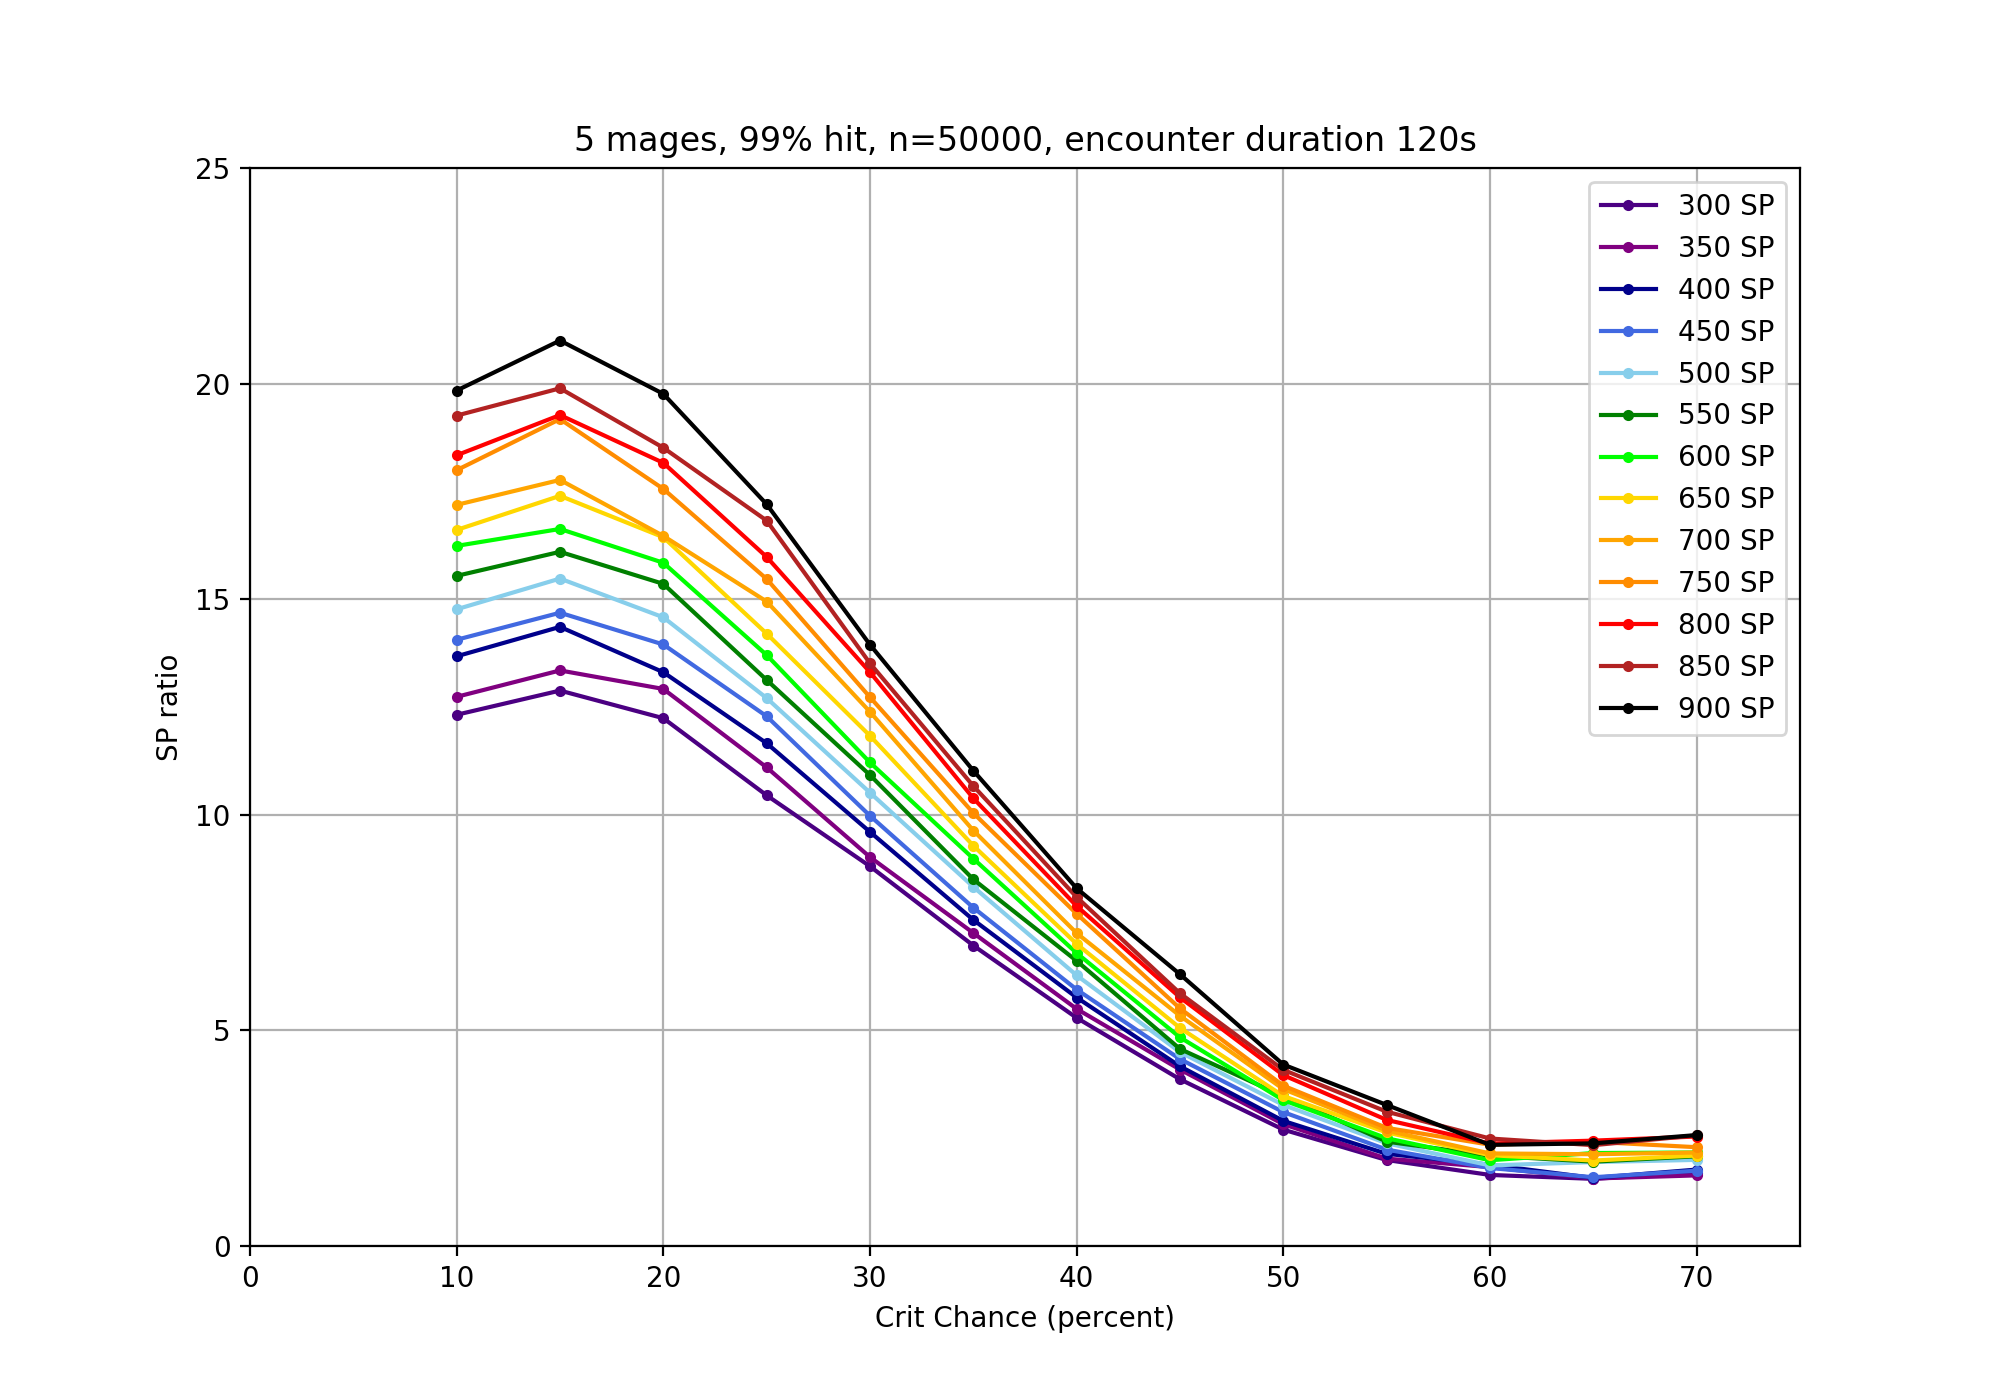 5 mages, 99% hit, n=50000, encounter duration 120s
25
20
15
10
5
0
SP ratio
0 10 20 30 40 50 60 70
Crit Chance (percent)
300 SP
350 SP
400 SP
450 SP
500 SP
550 SP
600 SP
650 SP
700 SP
750 SP
800 SP
850 SP
900 SP